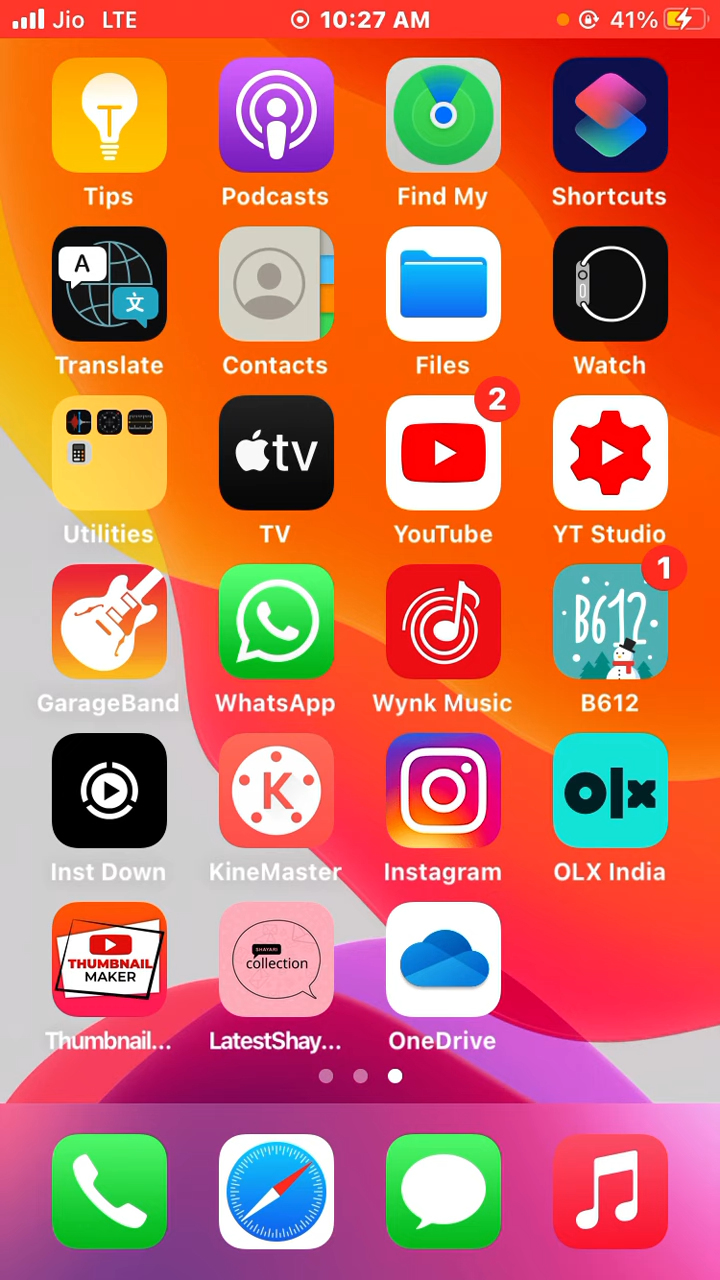 Jio LTE 10:27 AM 41%
T
Tips Podcasts Find My Shortcuts
A 文
Translate Contacts Files Watch
tv 2
Utilities TV YouTube YT Studio
B612 1
GarageBand WhatsApp Wynk Music B612
K olx
Inst Down KineMaster Instagram OLX India
THUMBNAIL
MAKER
SHAYARI
collection
Thumbnail... LatestShay... OneDrive